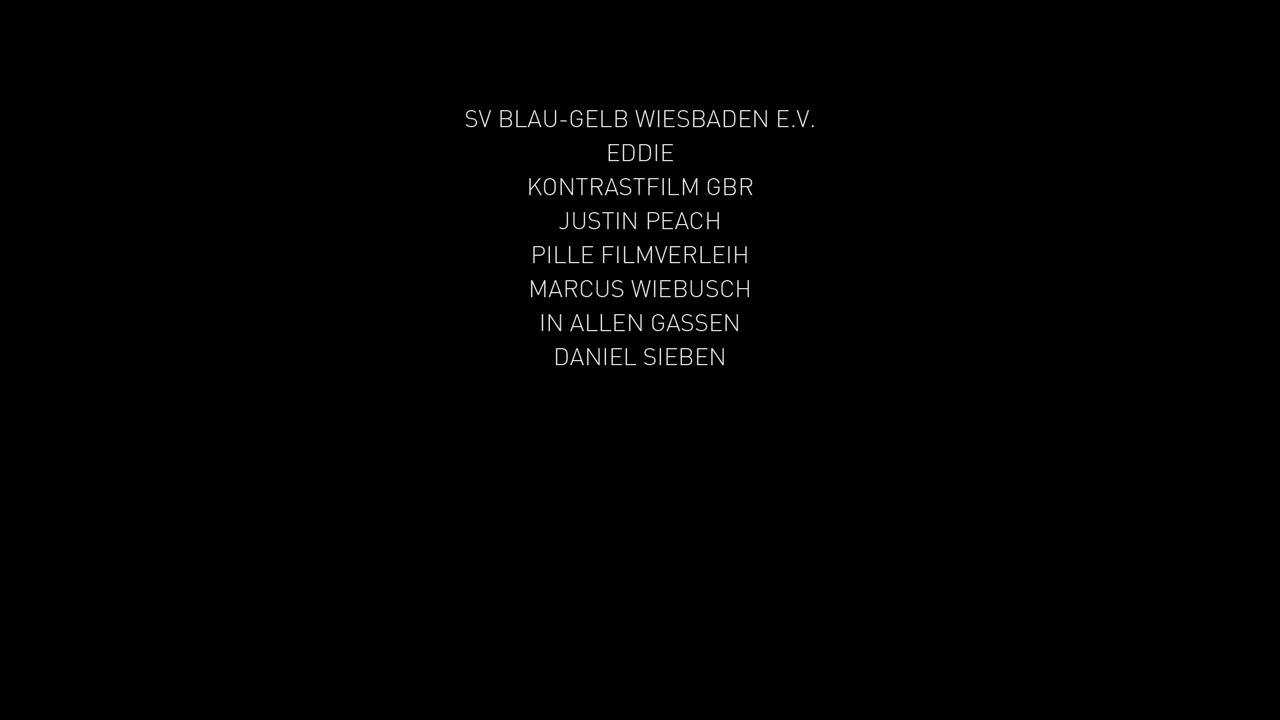 SV BLAU-GELB WIESBADEN E.V.
EDDIE
KONTRASTFILM GBR
JUSTIN PEACH
PILLE FILMVERLEIH
MARCUS WIEBUSCH
IN ALLEN GASSEN
DANIEL SIEBEN